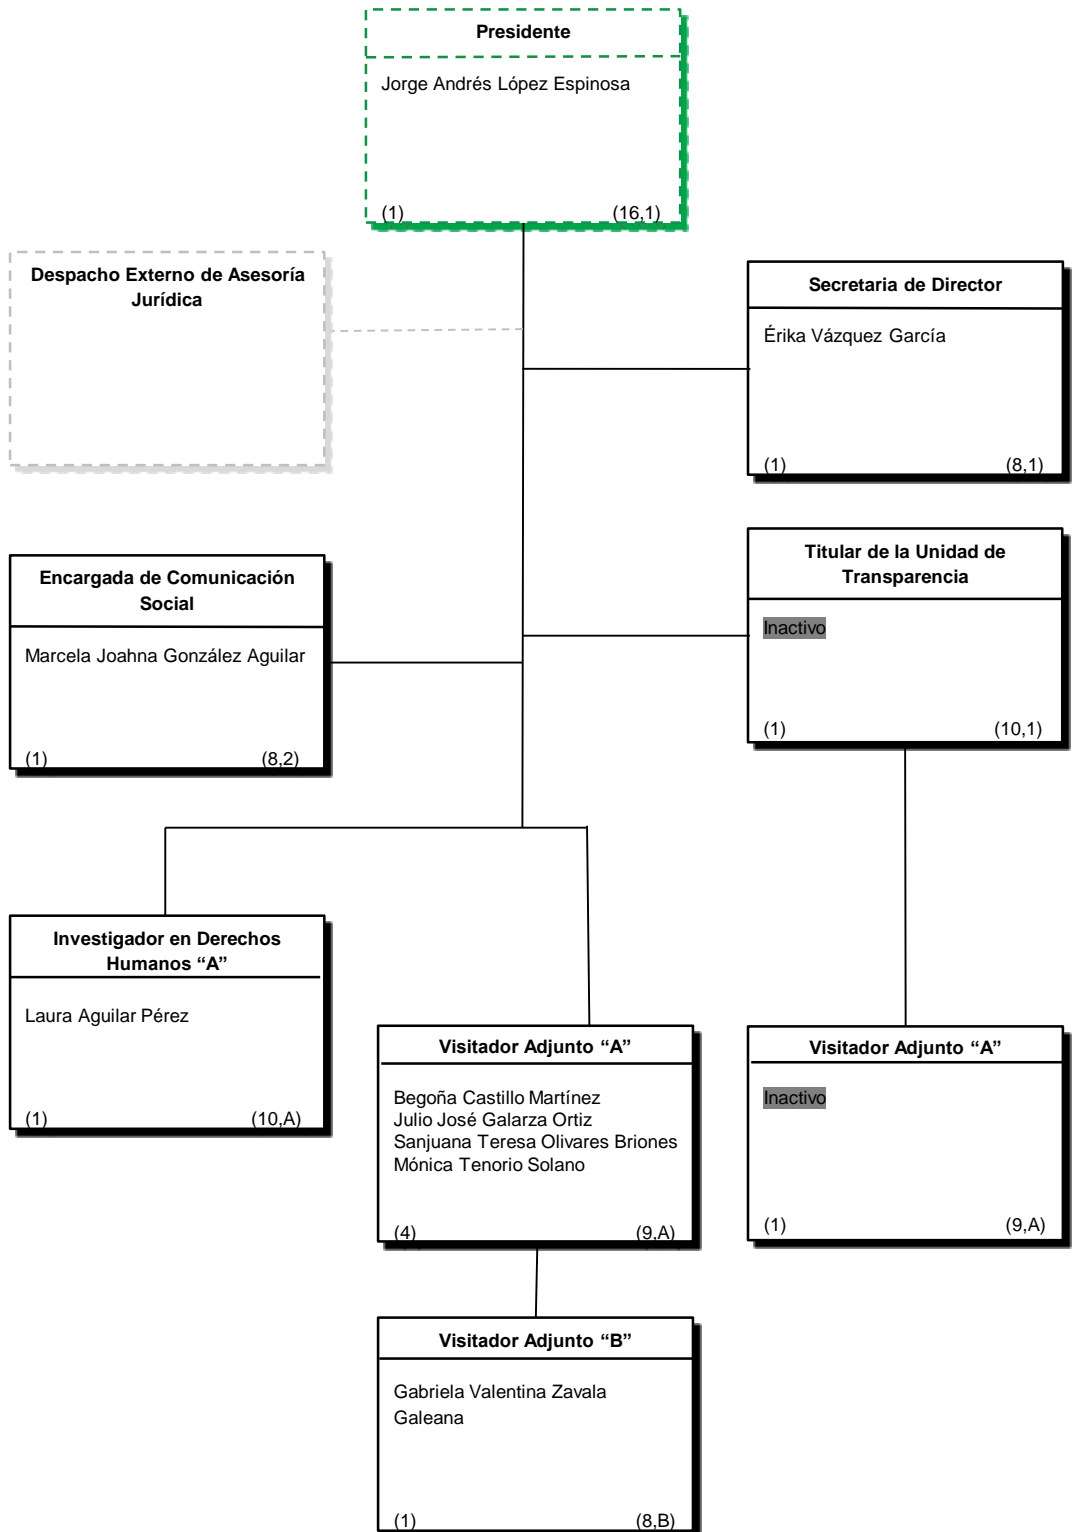 Presidente
Jorge Andrés López Espinosa
(1) (16,1)
Despacho Externo de Asesoría
Jurídica
Secretaria de Director
Érika Vázquez García
(1) (8,1)
Titular de la Unidad de
Transparencia
Inactivo
(1) (10,1)
Encargada de Comunicación
Social
Marcela Joahna González Aguilar
(1) (8,2)
Investigador en Derechos
Humanos “A”
Laura Aguilar Pérez
(1) (10,A)
Visitador Adjunto “A”
Begoña Castillo Martínez
Julio José Galarza Ortiz
Sanjuana Teresa Olivares Briones
Mónica Tenorio Solano
(4) (9,A)
Visitador Adjunto “A”
Inactivo
(1) (9,A)
Visitador Adjunto “B”
Gabriela Valentina Zavala
Galeana
(1) (8,B)